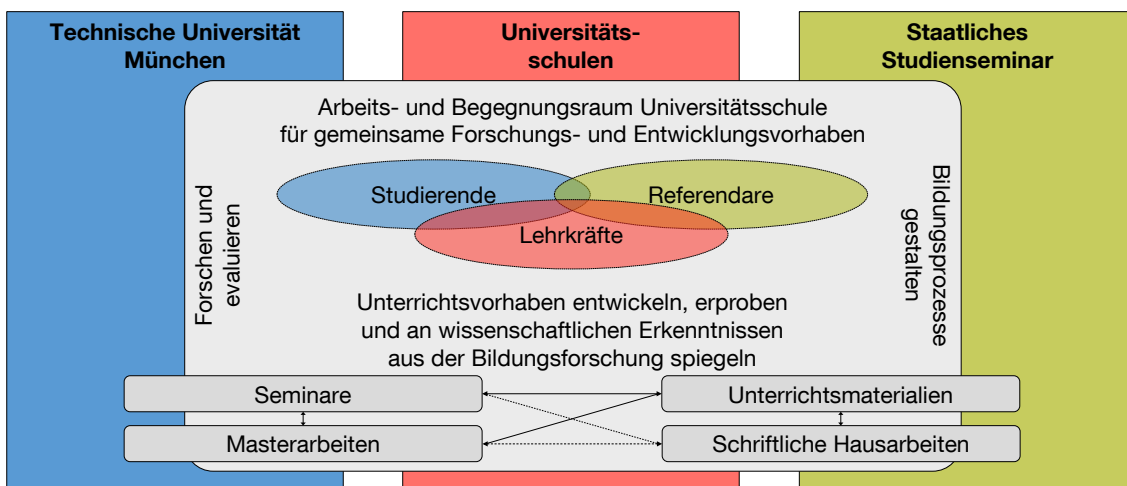 Technische Universität
München
Universitäts-
schulen
Staatliches
Studienseminar
Arbeits- und Begegnungsraum Universitätsschule
für gemeinsame Forschungs- und Entwicklungsvorhaben
Studierende
Referendare
Lehrkräfte
Forschen und
evaluieren
Bildungsprozesse
gestalten
Unterrichtsvorhaben entwickeln, erproben
und an wissenschaftlichen Erkenntnissen
aus der Bildungsforschung spiegeln
Seminare
Unterrichtsmaterialien
Masterarbeiten
Schriftliche Hausarbeiten